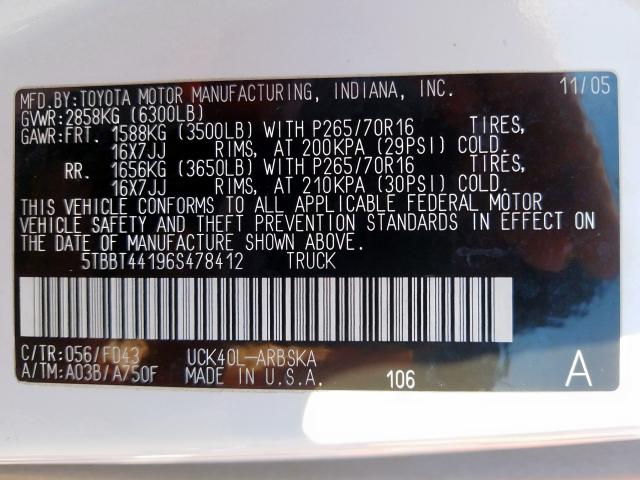 MFD.BY:TOYOTA MOTOR MANUFACTURING, INDIANA, INC. 11/05
GVWR:2858KG (6300LB)
GAWR:FRT. 1588KG (3500LB) WITH P265/70R16 TIRES,
16X7JJ RIMS, AT 200KPA (29PSI) COLD.
RR. 1656KG (3650LB) WITH P265/70R16 TIRES,
16X7JJ RIMS, AT 210KPA (30PSI) COLD.
THIS VEHICLE CONFORMS TO ALL APPLICABLE FEDERAL MOTOR
VEHICLE SAFETY AND THEFT PREVENTION STANDARDS IN EFFECT ON
THE DATE OF MANUFACTURE SHOWN ABOVE.
5TBBT44196S478412 TRUCK
C/TR:056/FD43 UCK40L-ARBSKA
A/TM:A03B/A750F MADE IN U.S.A. 106 A